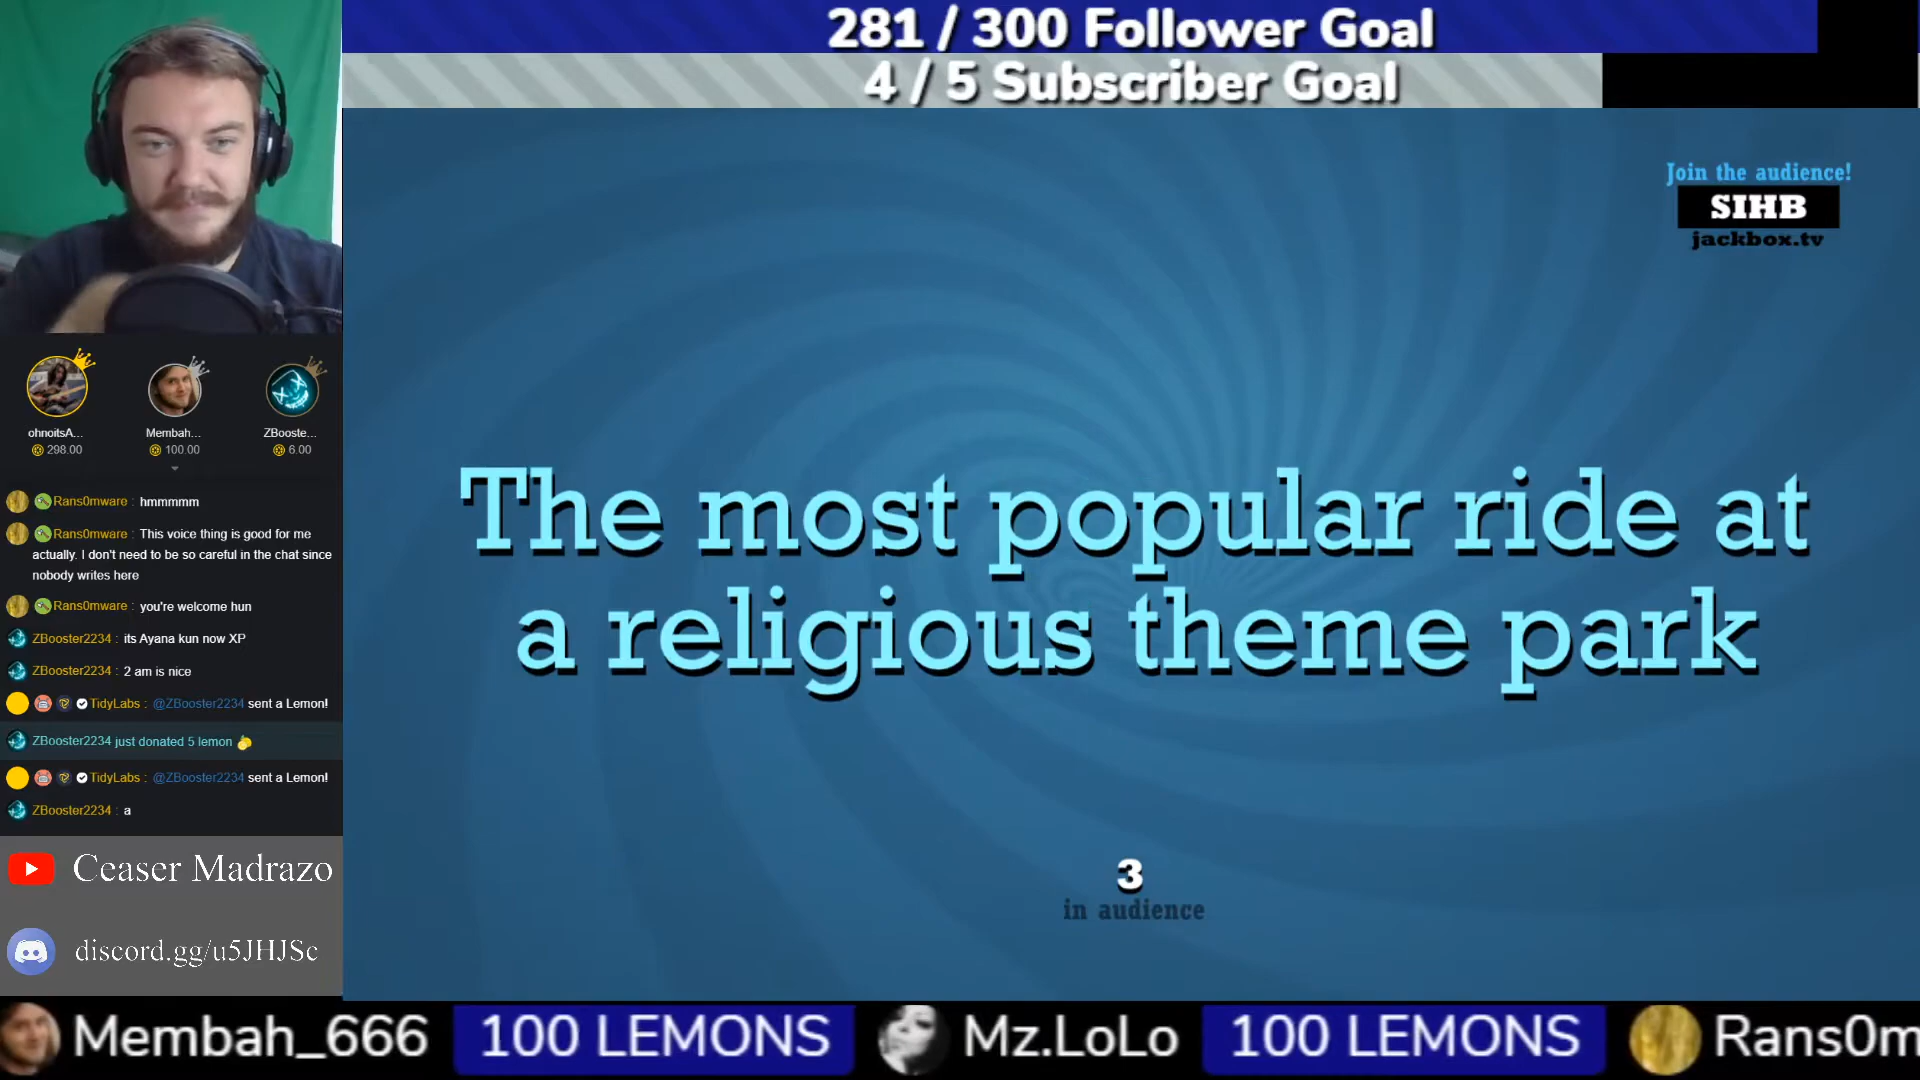 281 / 300 Follower Goal
4 / 5 Subscriber Goal
Join the audience!
SIHB
jackbox.tv
ohnoitsA...
298.00
Membah...
100.00
ZBooste...
6.00
Rans0mware : hmmmmm
Rans0mware : This voice thing is good for me
actually. I don't need to be so careful in the chat since
nobody writes here
Rans0mware : you're welcome hun
ZBooster2234 : its Ayana kun now XP
ZBooster2234 : 2 am is nice
TidyLabs : @ZBooster2234 sent a Lemon!
ZBooster2234 just donated 5 lemon
TidyLabs : @ZBooster2234 sent a Lemon!
ZBooster2234 : a
The most popular ride at
a religious theme park
3
in audience
Ceaser Madrazo
discord.gg/u5JHJSc
Membah_666 100 LEMONS Mz.LoLo 100 LEMONS Rans0m